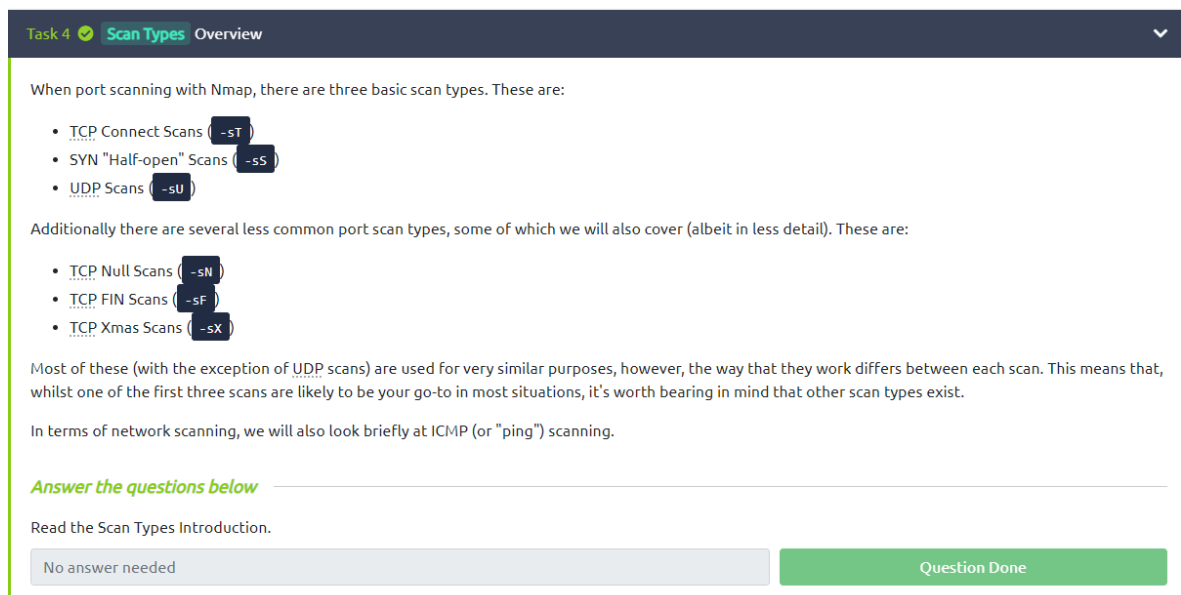 Task 4 Scan Types Overview
When port scanning with Nmap, there are three basic scan types. These are:
• TCP Connect Scans (-sT)
• SYN "Half-open" Scans (-sS)
• UDP Scans (-sU)
Additionally there are several less common port scan types, some of which we will also cover (albeit in less detail). These are:
• TCP Null Scans (-sN)
• TCP FIN Scans (-sF)
• TCP Xmas Scans (-sX)
Most of these (with the exception of UDP scans) are used for very similar purposes, however, the way that they work differs between each scan. This means that,
whilst one of the first three scans are likely to be your go-to in most situations, it's worth bearing in mind that other scan types exist.
In terms of network scanning, we will also look briefly at ICMP (or "ping") scanning.
Answer the questions below
Read the Scan Types Introduction.
No answer needed
Question Done